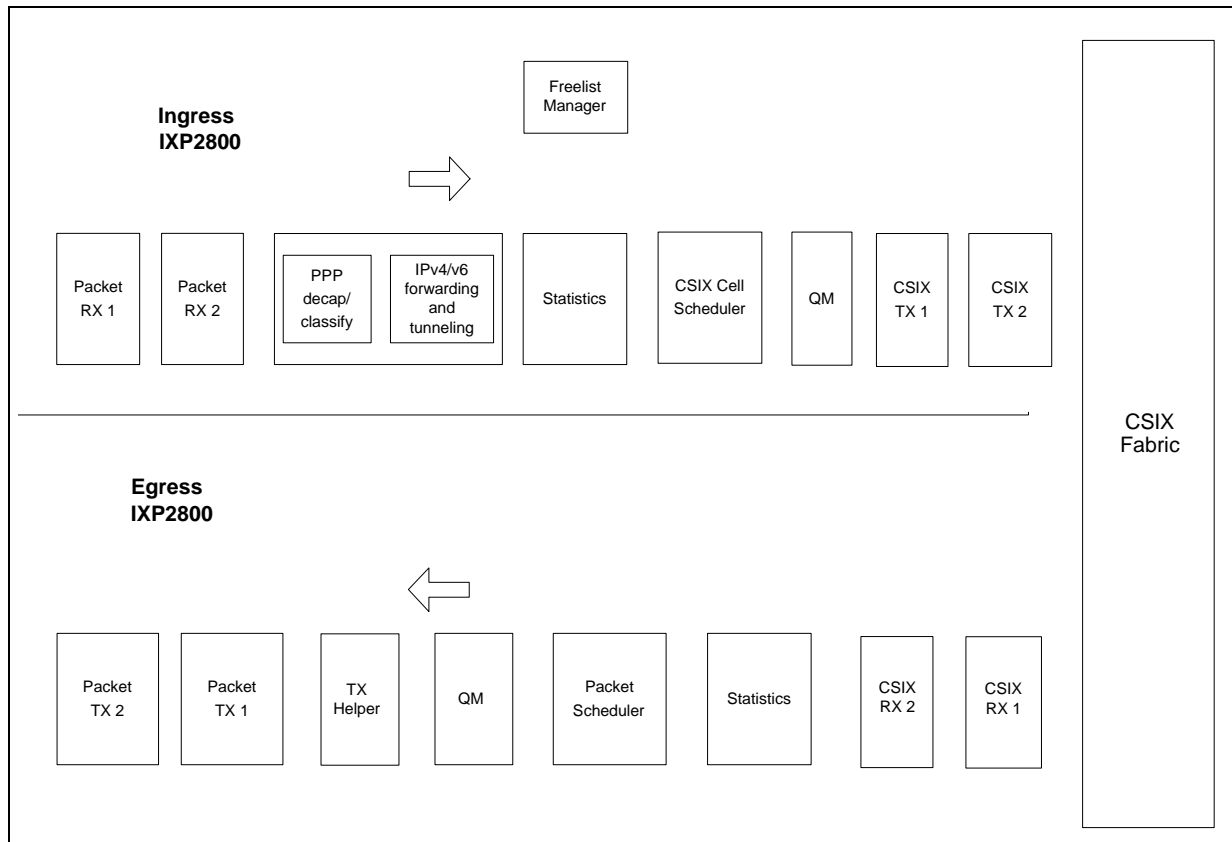 Freelist
Manager
Ingress
IXP2800
Packet
RX 1
Packet
RX 2
PPP
decap/
classify
IPv4/v6
forwarding
and
tunneling
Statistics
CSIX Cell
Scheduler
QM
CSIX
TX 1
CSIX
TX 2
CSIX
Fabric
Egress
IXP2800
Packet
TX 2
Packet
TX 1
TX
Helper
QM
Packet
Scheduler
Statistics
CSIX
RX 2
CSIX
RX 1